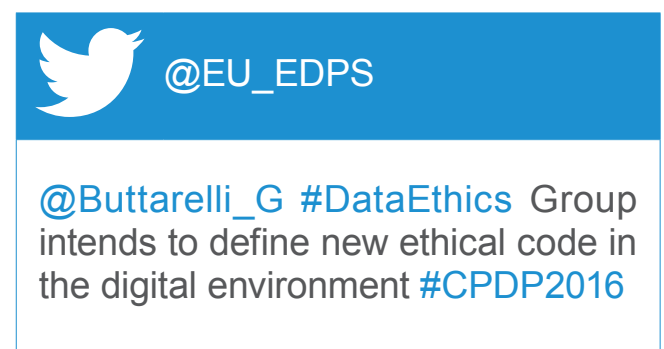 @EU_EDPS
@Buttarelli_G #DataEthics Group
intends to define new ethical code in
the digital environment #CPDP2016